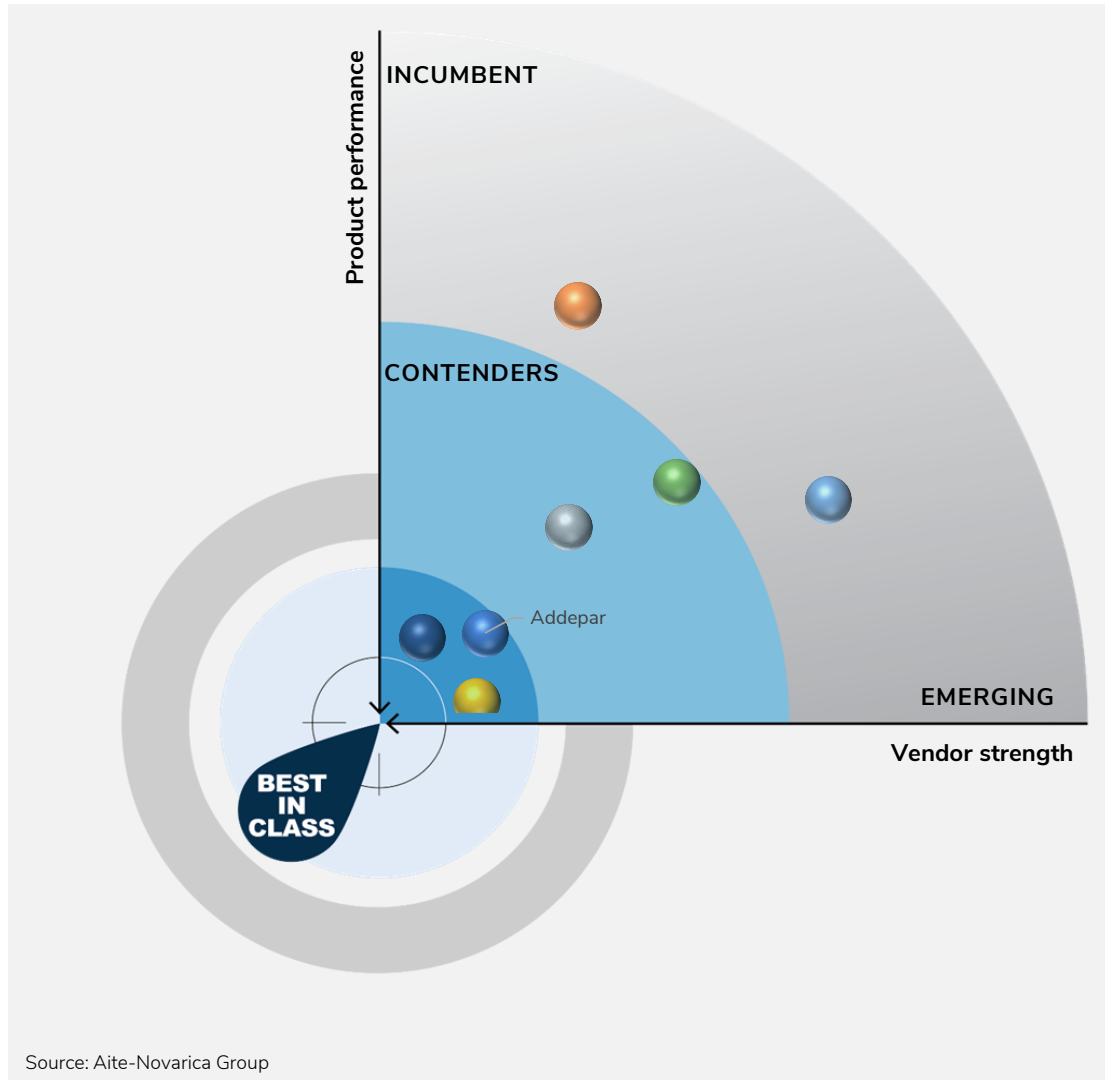 Product performance
INCUMBENT
CONTENDERS
Addepar
EMERGING
Vendor strength
BEST
IN
CLASS
Source: Aite-Novarica Group